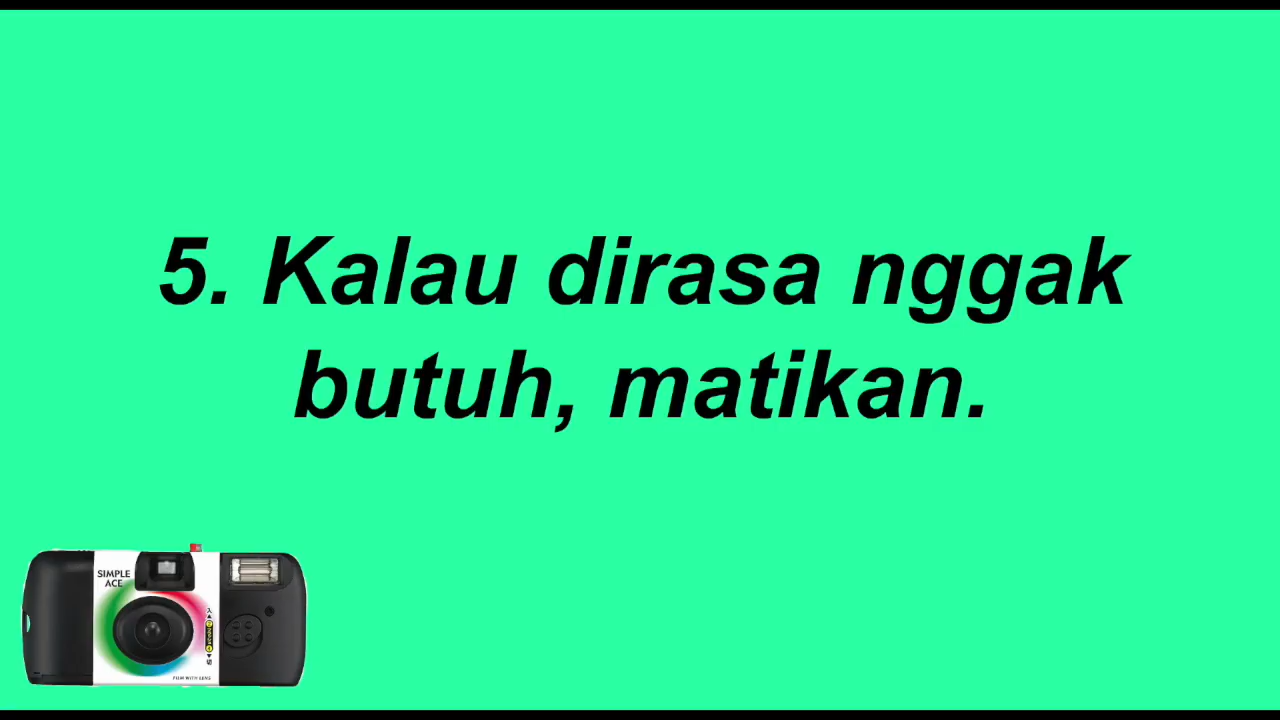 5. Kalau dirasa nggak
butuh, matikan.
SIMPLE
ACE
FILM WITH LENS